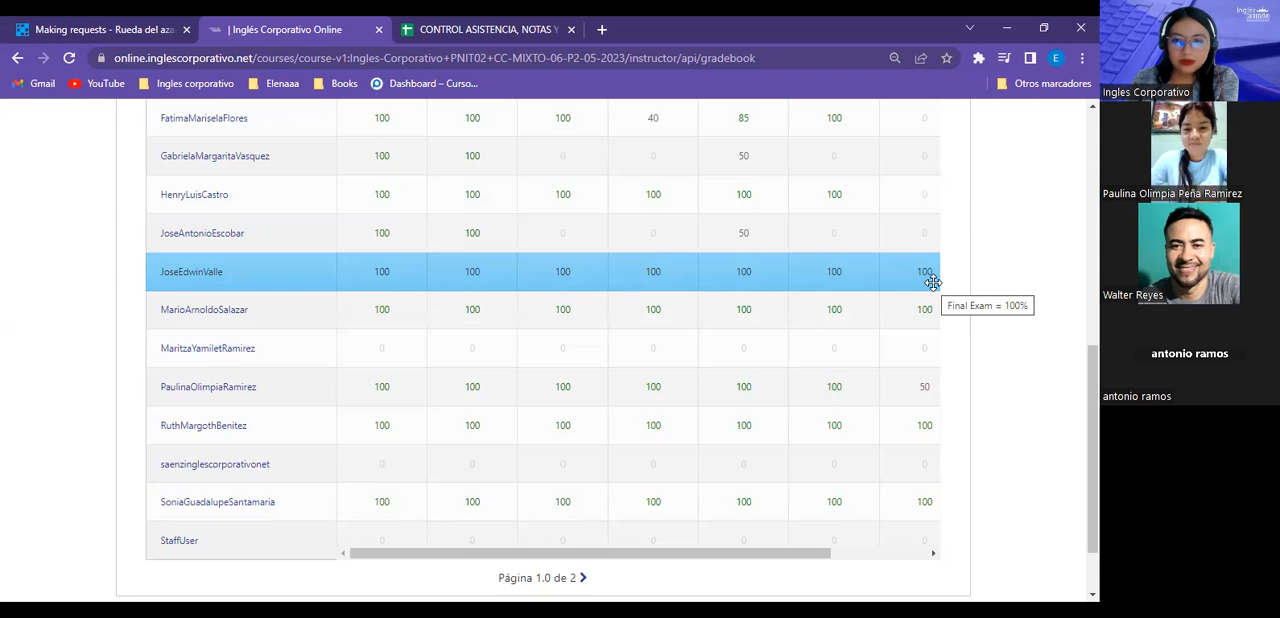 Making requests - Rueda del aza
| Inglés Corporativo Online
CONTROL ASISTENCIA, NOTAS Y
online.inglescorporativo.net/courses/course-v1:Ingles-Corporativo+PNIT02+CC-MIXTO-06-P2-05-2023/instructor/api/gradebook
E
Gmail
YouTube
Ingles corporativo
Elenaaa
Books
Dashboard – Curso...
Otros marcadores
FatimaMariselaFlores 100 100 100 40 85 100 0
GabrielaMargaritaVasquez 100 100 0 0 50 0 0
HenryLuisCastro 100 100 100 100 100 100 0
JoseAntonioEscobar 100 100 0 0 50 0 0
JoseEdwinValle 100 100 100 100 100 100 100
Final Exam = 100%
MarioArnoldoSalazar 100 100 100 100 100 100 100
MaritzaYamiletRamirez 0 0 0 0 0 0 0
PaulinaOlimpiaRamirez 100 100 100 100 100 100 50
RuthMargothBenitez 100 100 100 100 100 100 100
saenzinglescorporativonet 0 0 0 0 0 0 0
SoniaGuadalupeSantamaria 100 100 100 100 100 100 100
StaffUser 0 0 0 0 0 0 0
Página 1.0 de 2
Ingles Corporativo
Paulina Olimpia Peña Ramirez
Walter Reyes
antonio ramos
antonio ramos